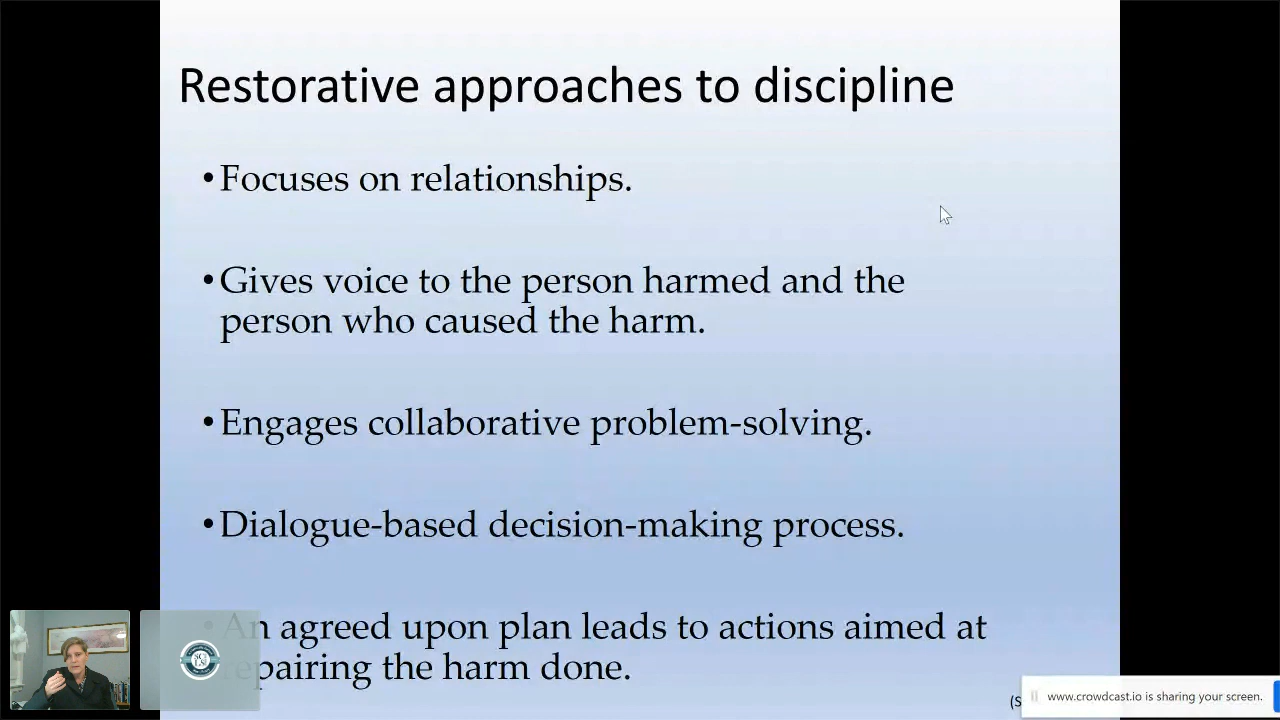 Restorative approaches to discipline
•Focuses on relationships.
•Gives voice to the person harmed and the
person who caused the harm.
•Engages collaborative problem-solving.
•Dialogue-based decision-making process.
•An agreed upon plan leads to actions aimed at
repairing the harm done.
(S
www.crowdcast.io is sharing your screen.